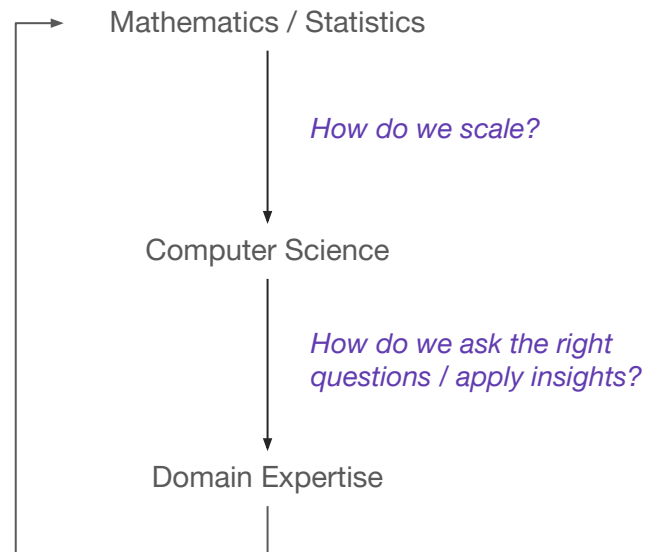 Mathematics / Statistics
How do we scale?
Computer Science
How do we ask the right
questions / apply insights?
Domain Expertise